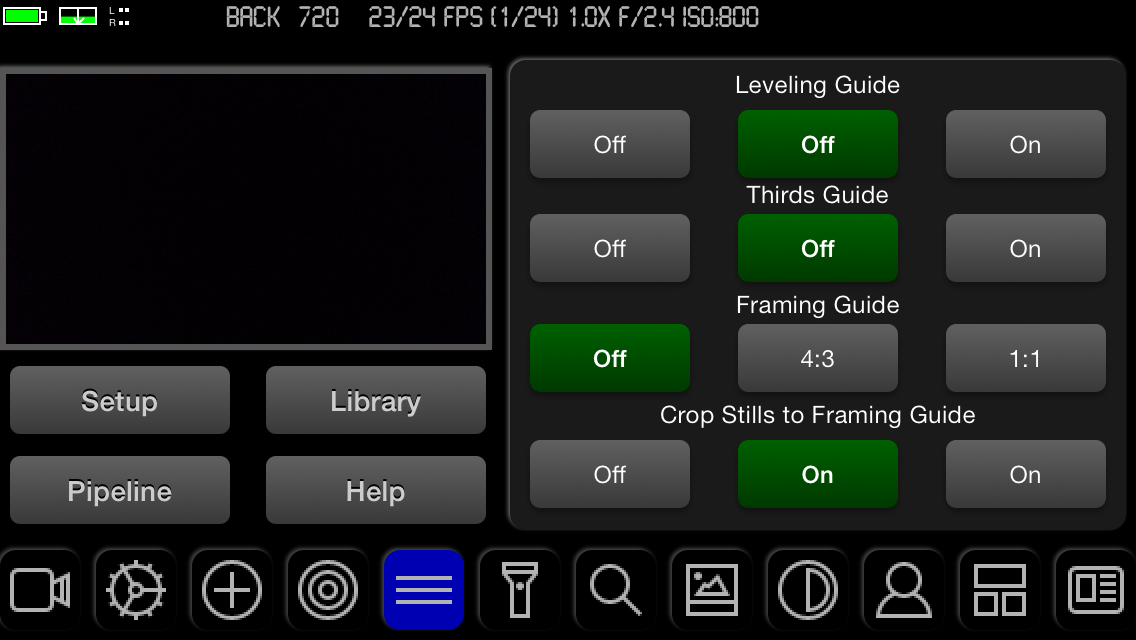 L
R
BACK 720 23/24 FPS (1/24) 1.0X F/2.4 ISO:800
Leveling Guide
Off Off On
Thirds Guide
Off Off On
Framing Guide
Off 4:3 1:1
Crop Stills to Framing Guide
Off On On
Setup Library
Pipeline Help